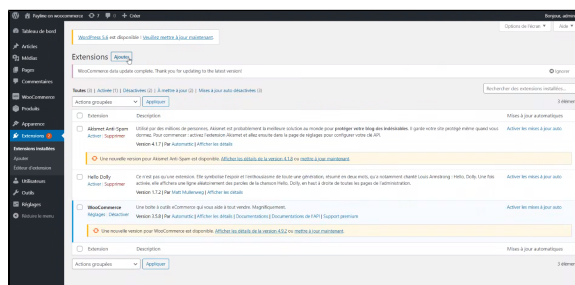 Payline on woocommerce 7 0 + Créer Bonjour, admin
Options de l'écran Aide
Tableau de bord
WordPress 5.6 est disponible ! Veuillez mettre à jour maintenant.
Articles
Médias
Extensions Ajouter
Pages
Commentaires
WooCommerce data update complete. Thank you for updating to the latest version! Ignorer
WooCommerce
Produits
Toutes (3) | Activée (1) | Désactivées (2) | À mettre à jour (2) | Mises à jour auto désactivées (3)
Rechercher des extensions installées…
Actions groupées Appliquer 3 élémen
Apparence
Extensions 2
Extensions installées
Ajouter
Éditeur d'extension
Utilisateurs
Outils
Réglages
Réduire le menu
Extension Description Mises à jour automatiques
Akismet Anti-Spam
Activer | Supprimer
Utilisé par des millions de personnes, Akismet est probablement la meilleure solution au monde pour protéger votre blog des indésirables. Il garde votre site protégé même quand vous
dormez. Pour commencer : activez l'extension Akismet et allez ensuite dans la page de réglages pour configurer votre clé API.
Version 4.1.7 | Par Automattic | Afficher les détails
Activer les mises à jour auto
Une nouvelle version pour Akismet Anti-Spam est disponible. Afficher les détails de la version 4.1.8 ou mettre à jour maintenant.
Hello Dolly
Activer | Supprimer
Ce n'est pas qu'une extension. Elle symbolise l'espoir et l'enthousiasme de toute une génération, résumé en deux mots, qu'a notamment chanté Louis Armstrong : Hello, Dolly. Une fois
activée, elle affichera une ligne aléatoirement des paroles de la chanson Hello, Dolly, en haut à droite de toutes les pages de l'administration.
Version 1.7.2 | Par Matt Mullenweg | Afficher les détails
Activer les mises à jour auto
WooCommerce
Réglages | Désactiver
Une boîte à outils eCommerce qui vous aide à tout vendre. Magnifiquement.
Version 3.5.8 | Par Automattic | Afficher les détails | Documentations | Documentations de l'API | Support premium
Activer les mises à jour auto
Une nouvelle version pour WooCommerce est disponible. Afficher les détails de la version 4.9.2 ou mettre à jour maintenant.
Extension Description Mises à jour automatiques
Actions groupées Appliquer 3 élémen